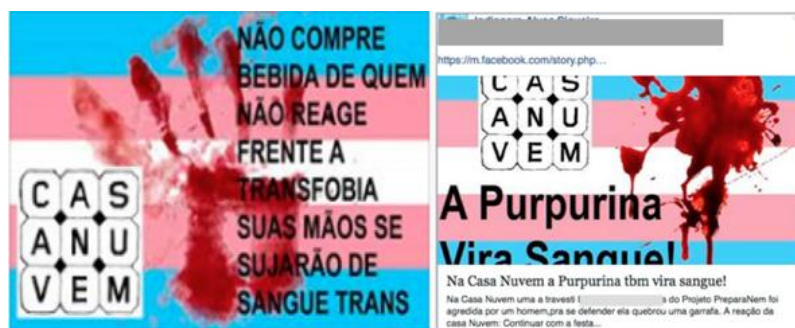 NÃO COMPRE
BEBIDA DE QUEM
NÃO REAGE
FRENTE A
TRANSFOBIA
SUAS MÃOS SE
SUJARÃO DE
SANGUE TRANS
CAS
ANU
VEM
https://m.facebook.com/story.php...
CAS
ANU
VEM
A Purpurina
Vira Sangue!
Na Casa Nuvem a Purpurina tbm vira sangue!
Na Casa Nuvem uma a travesti I a do Projeto PreparaNem foi
agredida por um homem,pra se defender ela quebrou uma garrafa. A reação da
casa Nuvem: Continuar com a festa...